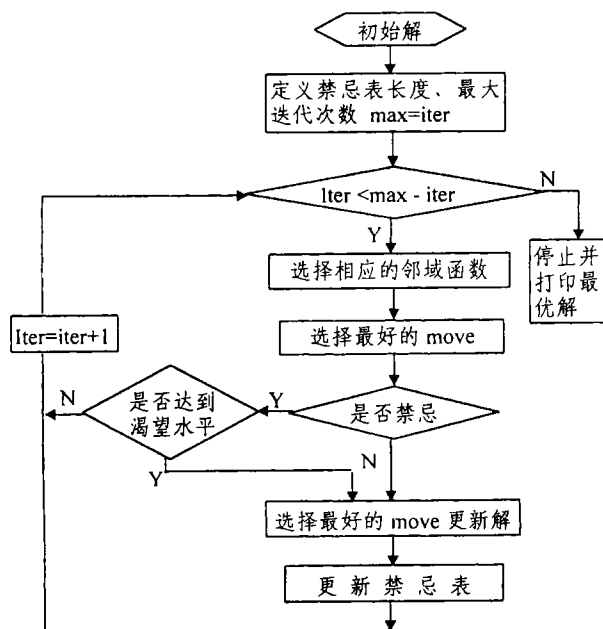 初始解
定义禁忌表长度、最大
迭代次数 max=iter
Iter <max - iter
N
Y
停止并
打印最
优解
选择相应的邻域函数
Iter=iter+1
选择最好的 move
N
是否达到
渴望水平
Y
是否禁忌
Y
N
选择最好的 move 更新解
更 新 禁 忌 表